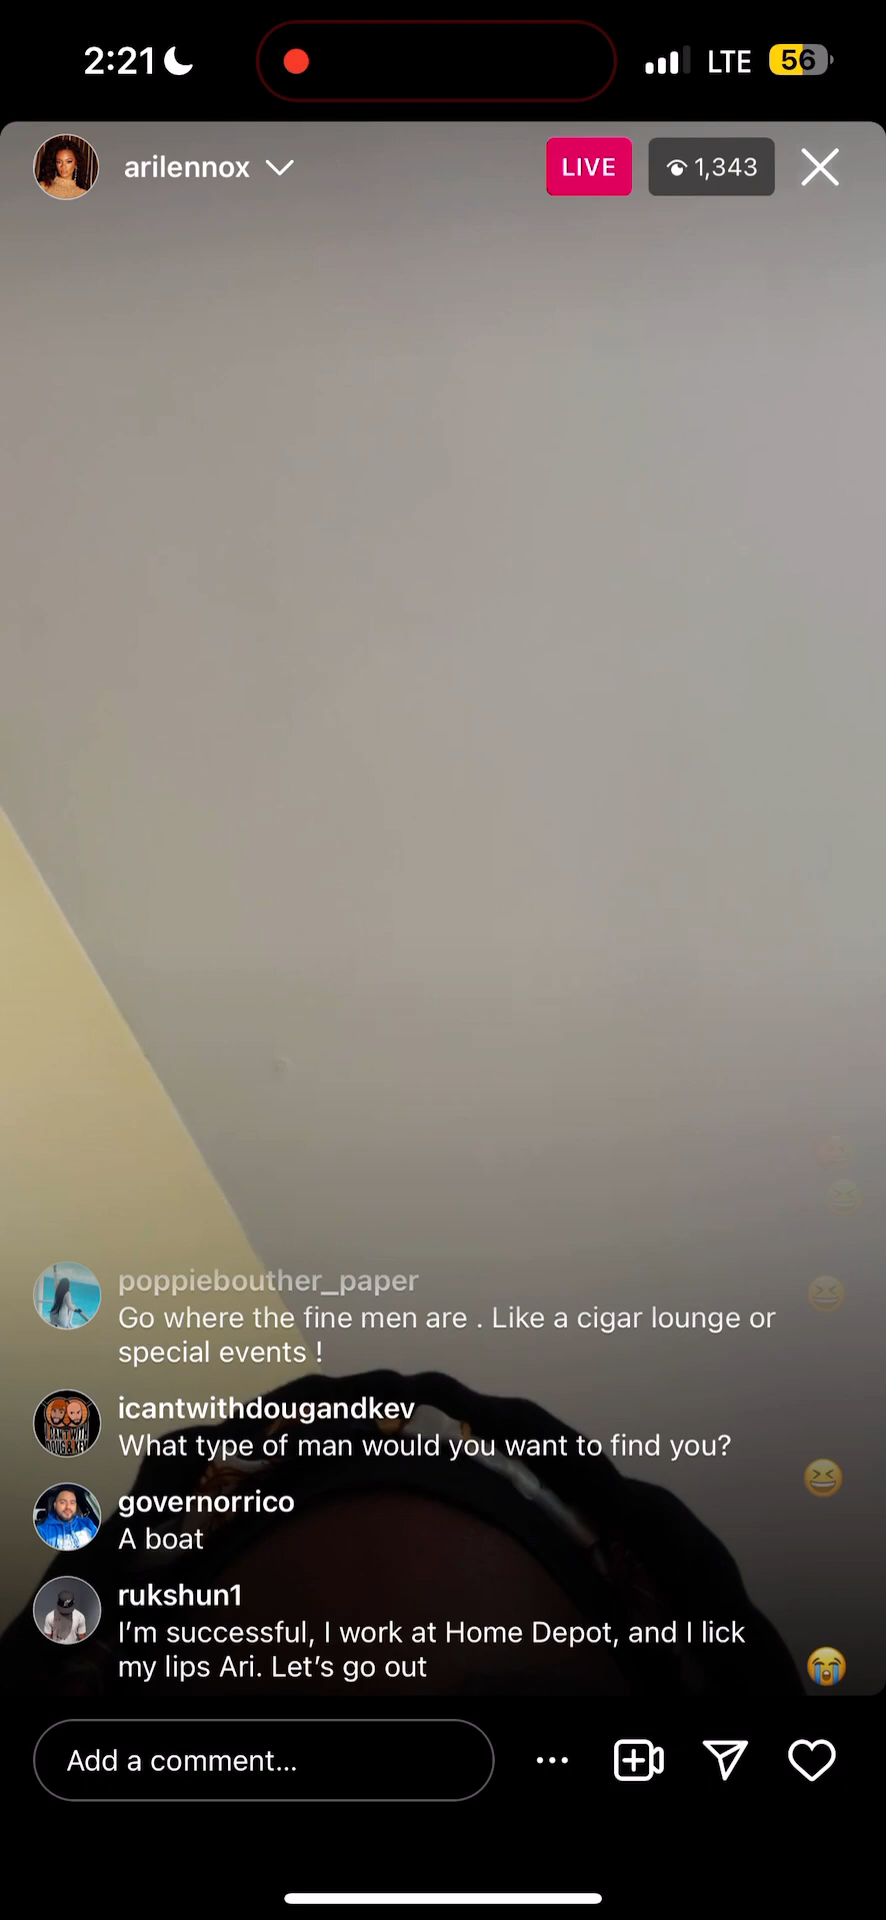 2:21
LTE
56
arilennox
LIVE
1,343
poppiebouther_paper
Go where the fine men are . Like a cigar lounge or
special events !
icantwithdougandkev
What type of man would you want to find you?
governorrico
A boat
rukshun1
I’m successful, I work at Home Depot, and I lick
my lips Ari. Let’s go out
Add a comment...